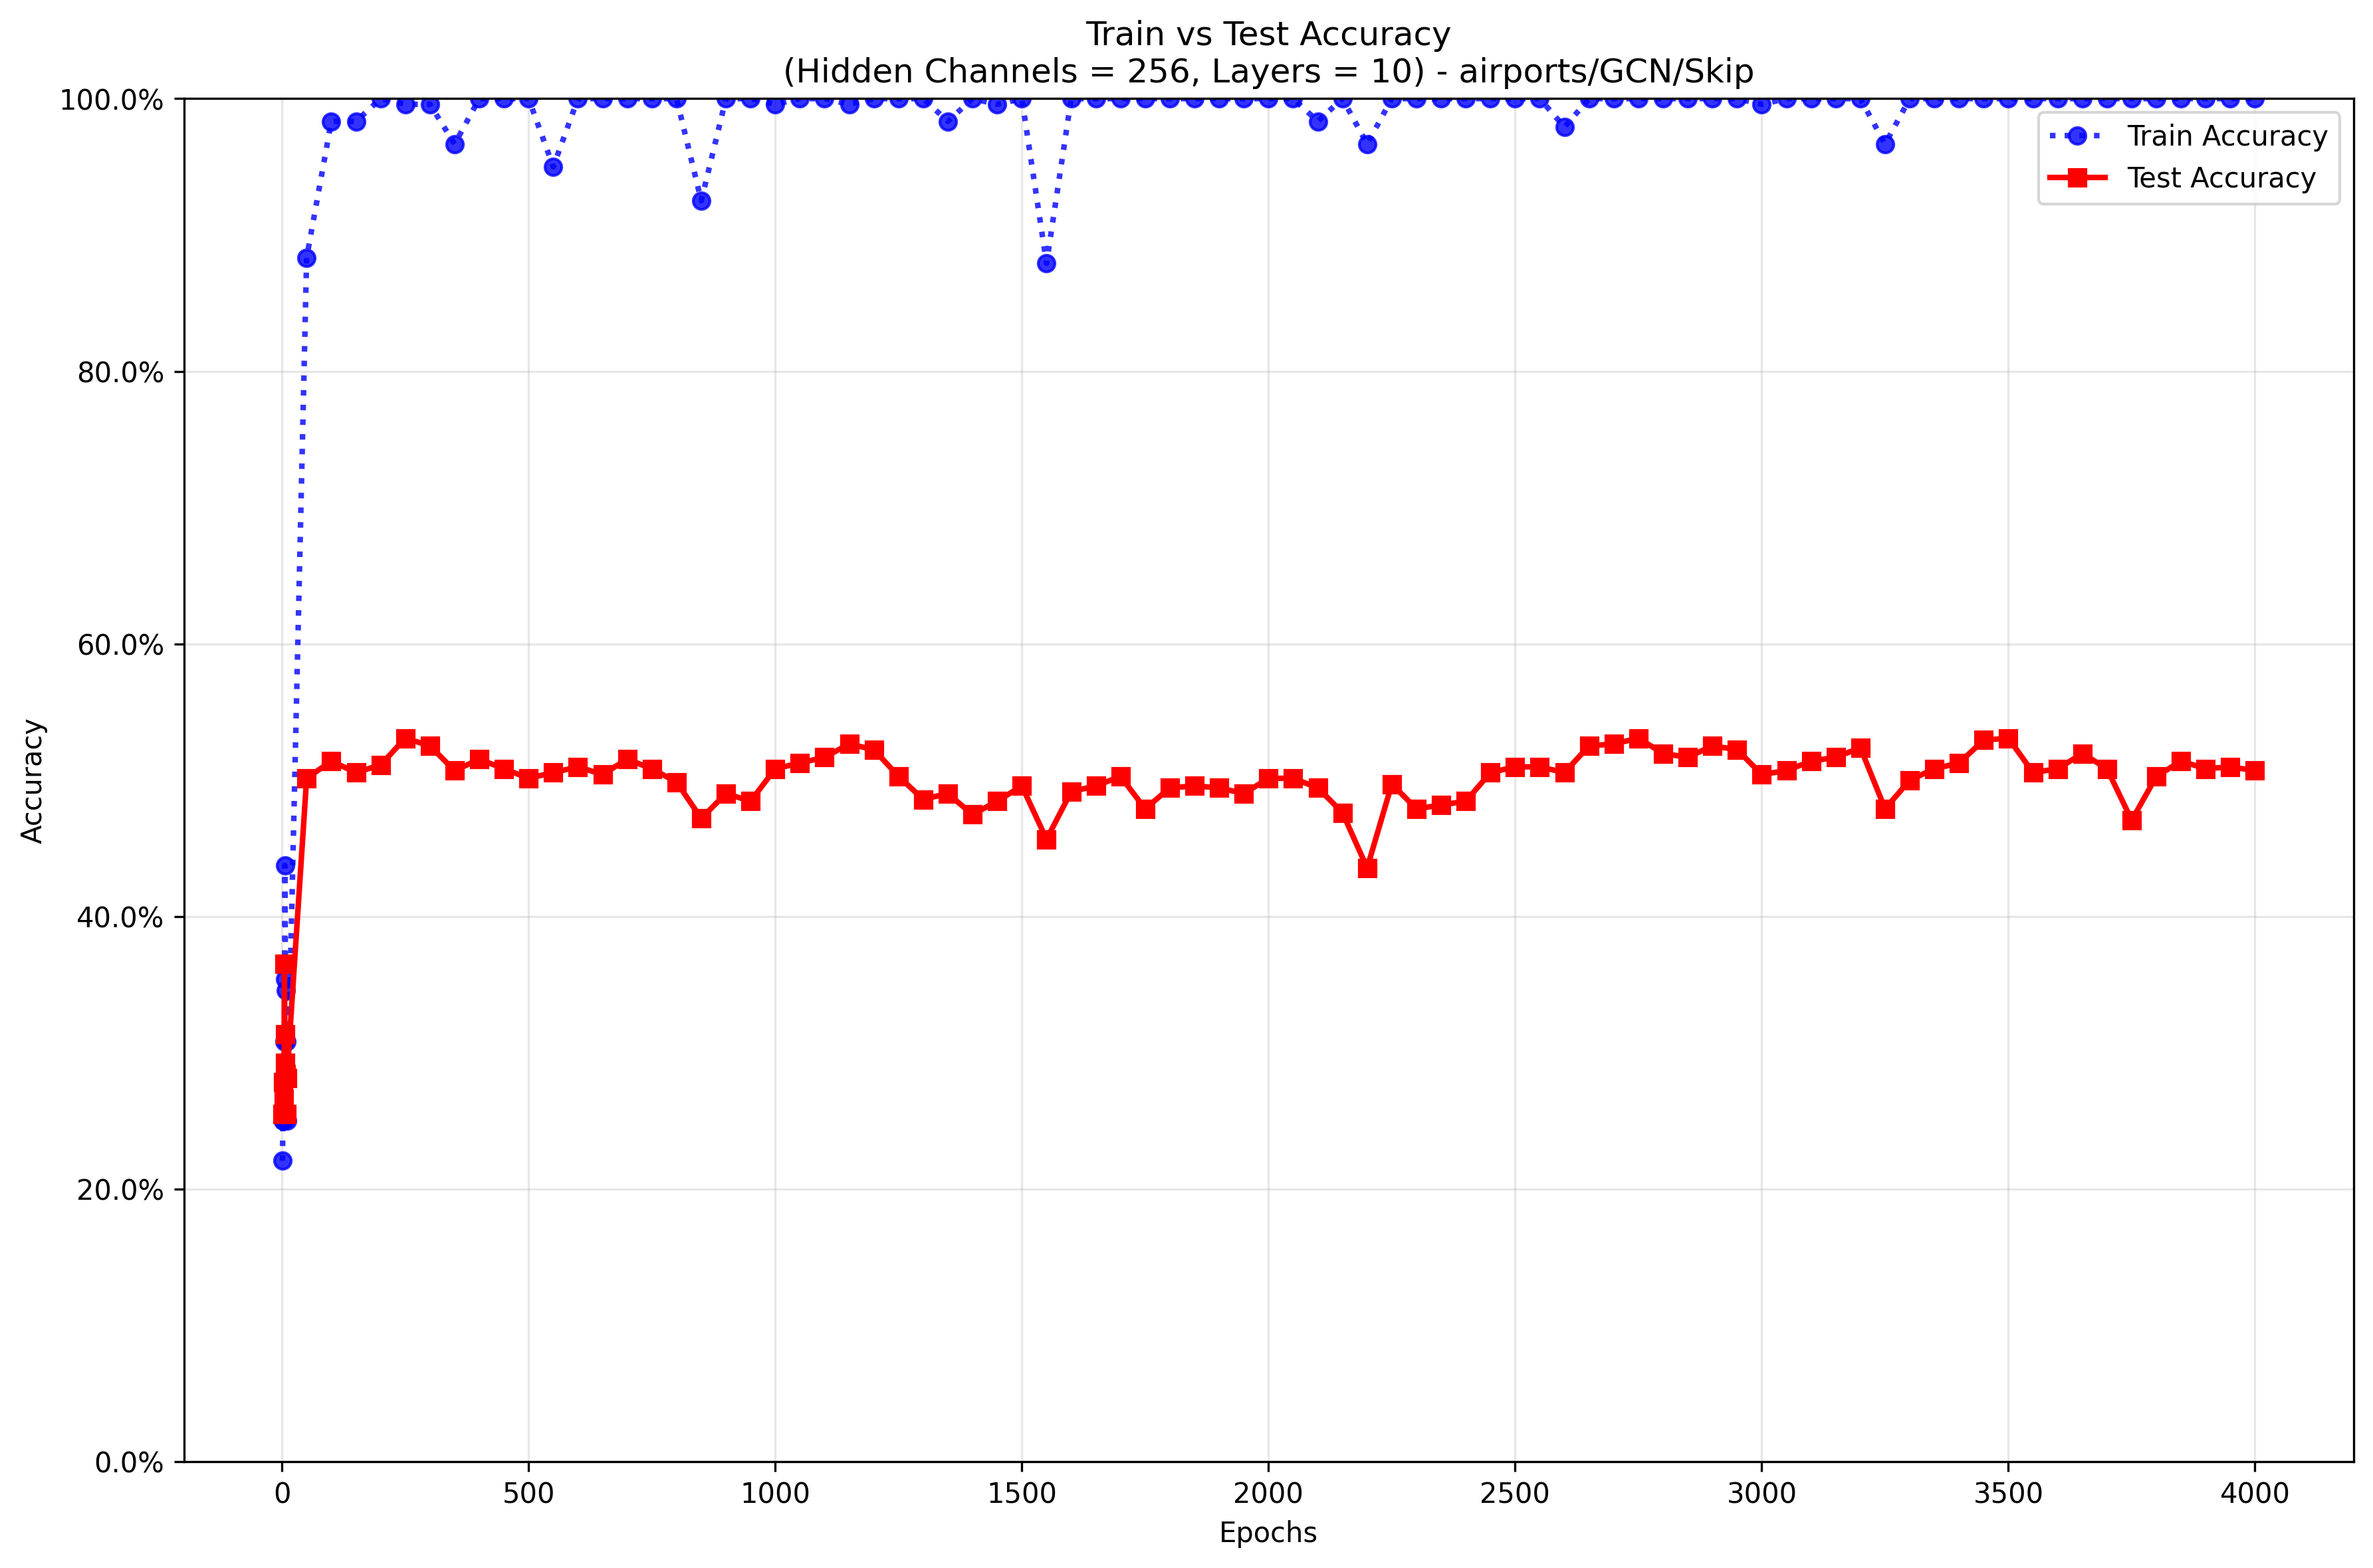 Train vs Test Accuracy
(Hidden Channels = 256, Layers = 10) - airports/GCN/Skip
100.0%
80.0%
60.0%
40.0%
20.0%
0.0%
Accuracy
Train Accuracy
Test Accuracy
0 500 1000 1500 2000 2500 3000 3500 4000
Epochs